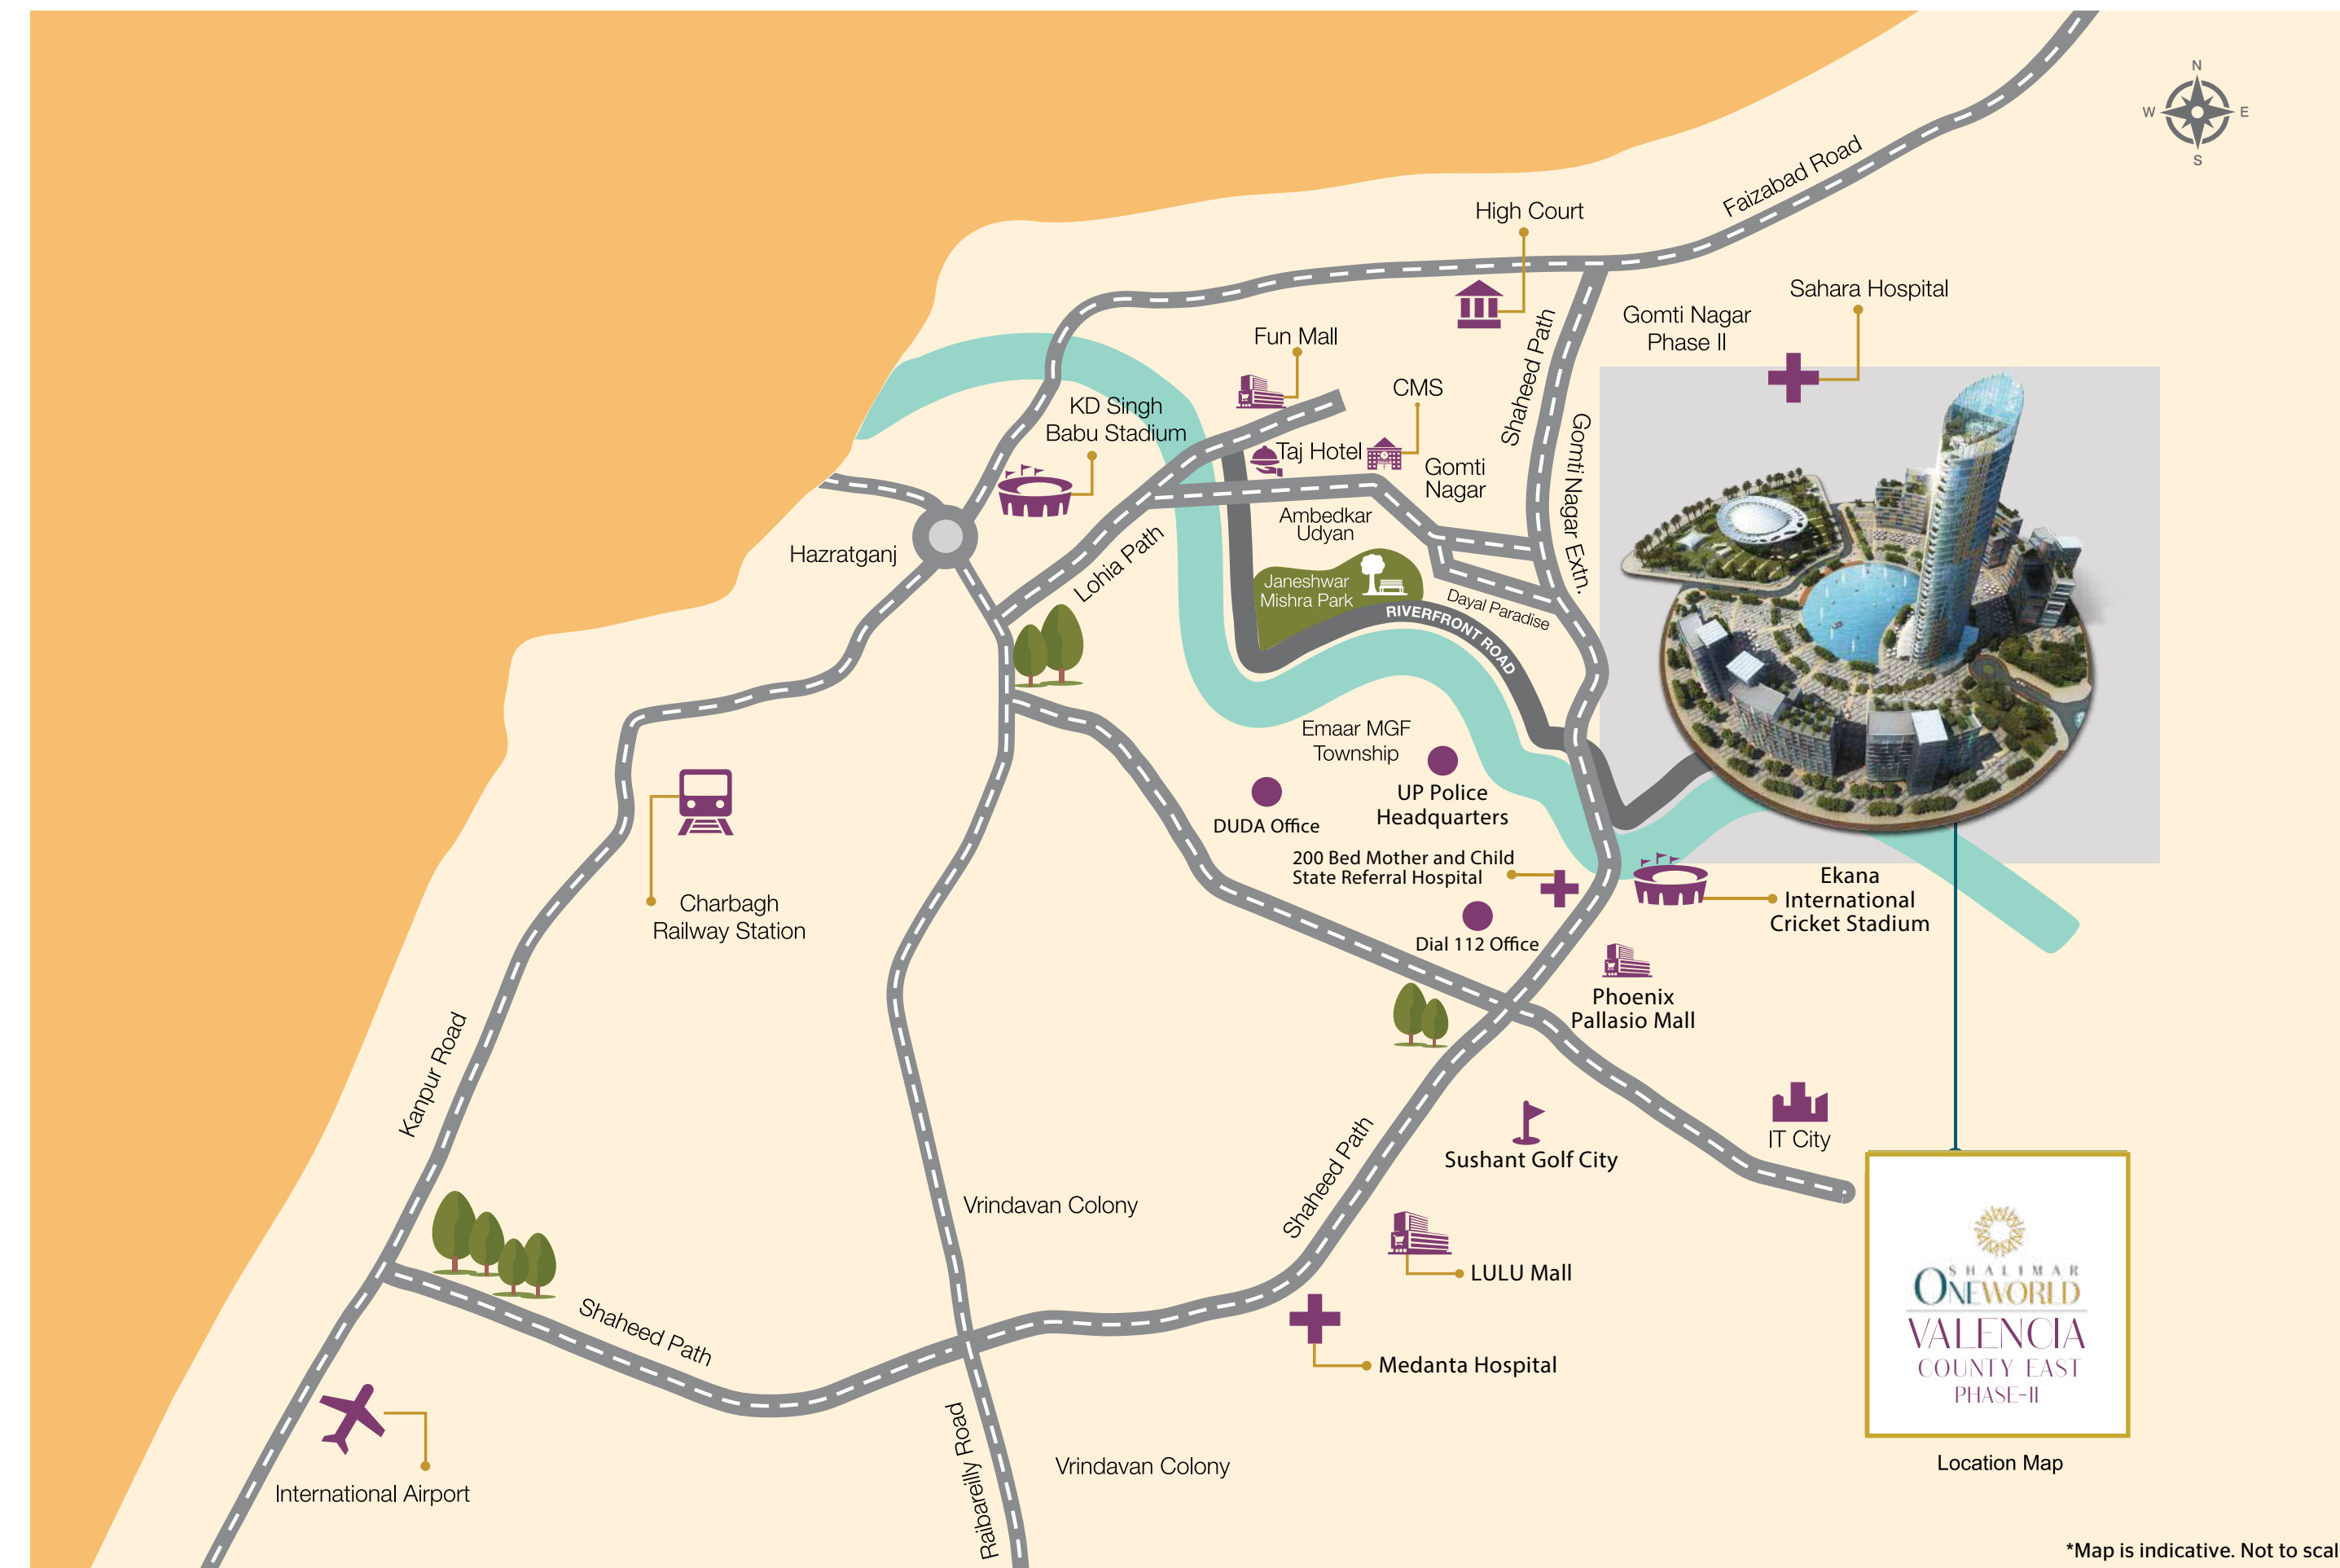 N
W
E
S
Faizabad Road
High Court
Sahara Hospital
Gomti Nagar
Phase II
Shaheed Path
Fun Mall
CMS
KD Singh
Babu Stadium
Taj Hotel
Gomti
Nagar
Gomti Nagar Extn.
Ambedkar
Udyan
Hazratganj
Lohia Path
Janeshwar
Mishra Park
Dayal Paradise
RIVERFRONT ROAD
Emaar MGF
Township
UP Police
Headquarters
DUDA Office
200 Bed Mother and Child
State Referral Hospital
Dial 112 Office
Ekana
International
Cricket Stadium
Charbagh
Railway Station
Phoenix
Pallasio Mall
Kanpur Road
IT City
Sushant Golf City
Shaheed Path
Vrindavan Colony
LULU Mall
Shaheed Path
Medanta Hospital
SHALIMAR
ONEWORLD
VALENCIA
COUNTY EAST
PHASE-II
Location Map
International Airport
Raibareilly Road
Vrindavan Colony
*Map is indicative. Not to scal